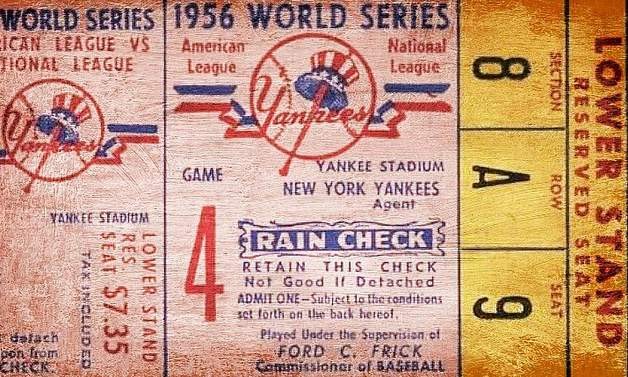 WORLD SERIES
ICAN LEAGUE VS
TIONAL LEAGUE
Yankees
YANKEE STADIUM
LOWER STAND
RES. SEAT $7.35
TAX INCLUDED
detach
pon from
CHECK.
1956 WORLD SERIES
American League
National League
Yankees
GAME
4
YANKEE STADIUM
NEW YORK YANKEES
Agent
RAIN CHECK
RETAIN THIS CHECK
Not Good if Detached
ADMIT ONE—Subject to the conditions
set forth on the back hereof.
Played Under the Supervision of
FORD C. FRICK
Commissioner of BASEBALL
8
SECTION
A
ROW
9
SEAT
LOWER STAND
RESERVED SEAT